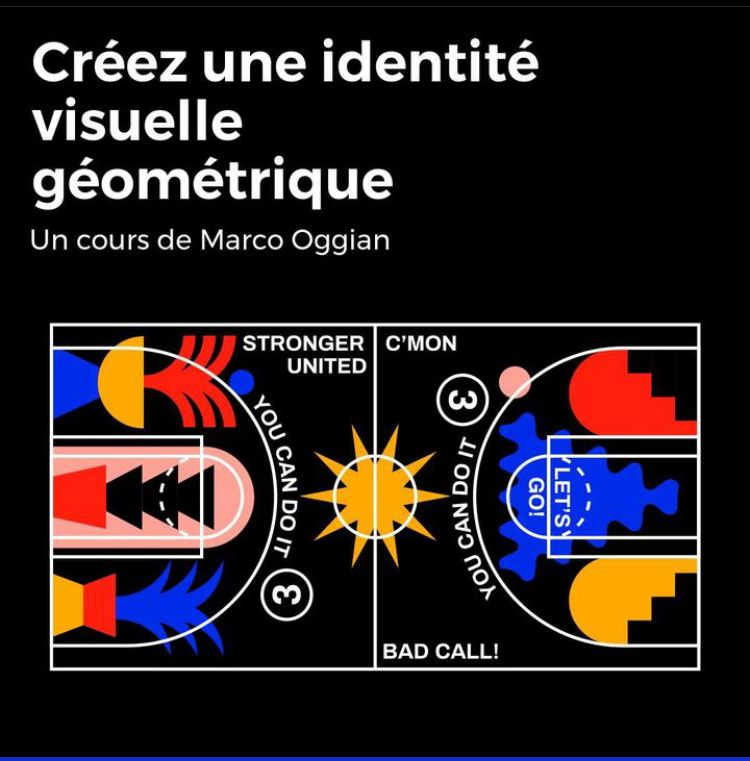 Créez une identité
visuelle
géométrique
Un cours de Marco Oggian
STRONGER
UNITED
C'MON
YOU CAN DO IT
3
3
YOU CAN DO IT
LET'S
GO!
BAD CALL!